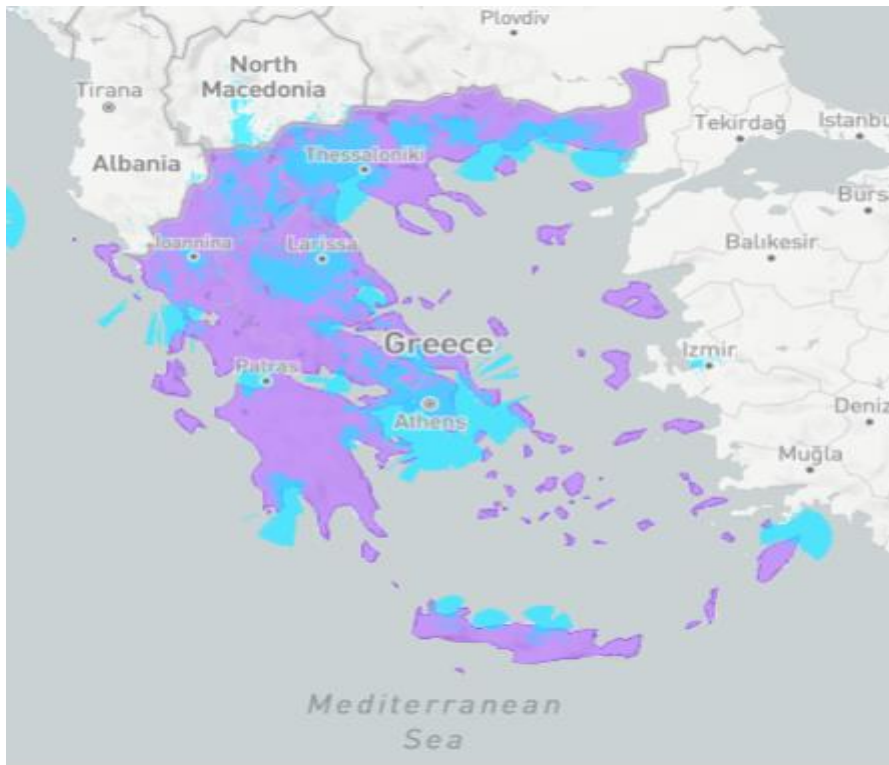 Plovdiv
North
Macedonia
Tirana
Tekirdağ
Istanbu
Albania
Thessaloniki
Burs
Ioannina
Larissa
Balıkesir
Greece
Izmir
Patras
Athens
Deniz
Muğla
Mediterranean
Sea